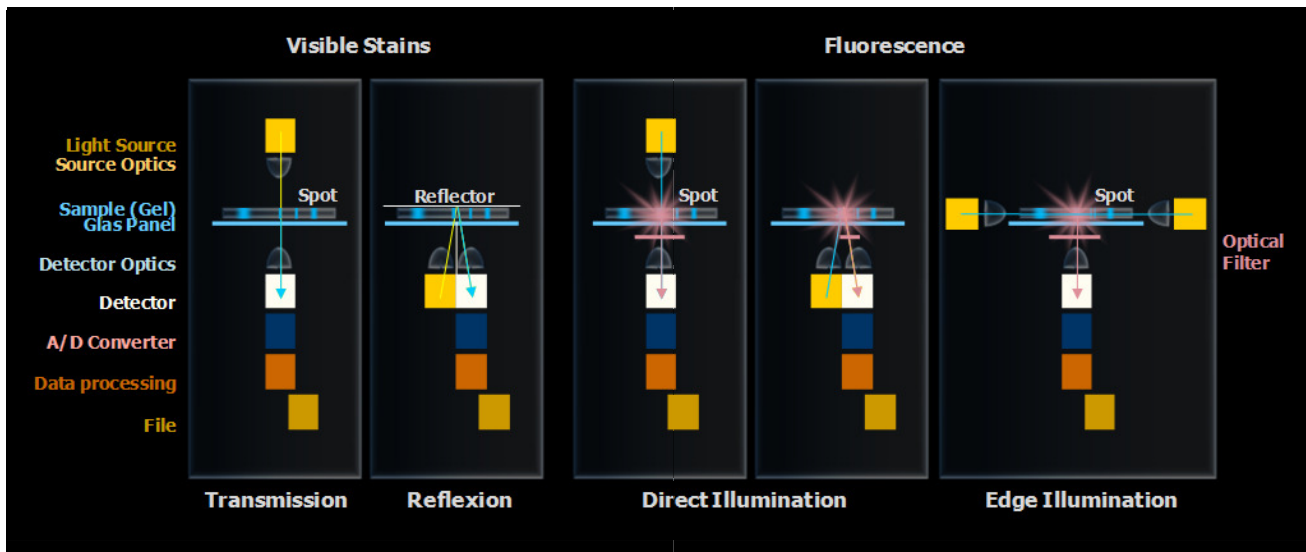 Visible Stains
Fluorescence
Light Source
Source Optics
Sample (Gel)
Glas Panel
Detector Optics
Detector
A/D Converter
Data processing
File
Spot
Reflector
Spot
Spot
Optical
Filter
Transmission
Reflexion
Direct Illumination
Edge Illumination